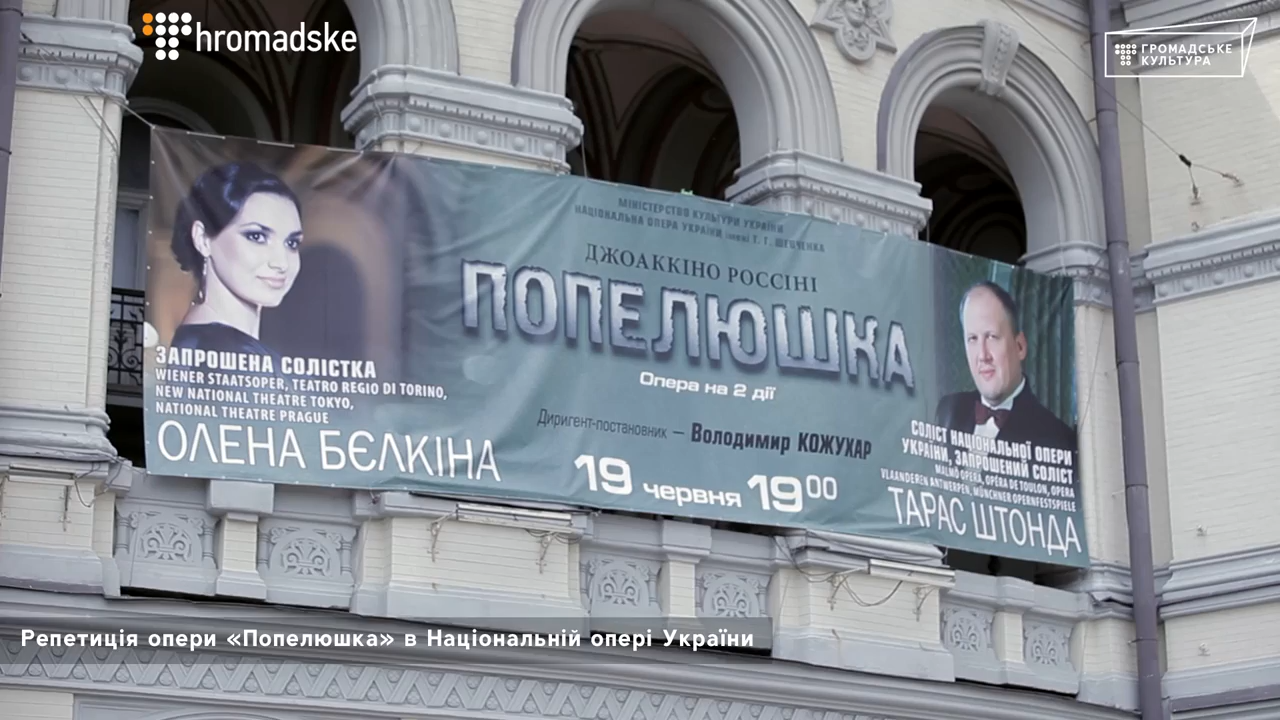 hromadske
ГРОМАДСЬКЕ
КУЛЬТУРА
МІНІСТЕРСТВО КУЛЬТУРИ УКРАЇНИ
НАЦІОНАЛЬНА ОПЕРА УКРАЇНИ імені Т. Г. ШЕВЧЕНКА
ДЖОАККІНО РОССІНІ
ПОПЕЛЮШКА
Опера на 2 дії
Диригент-постановник – Володимир КОЖУХАР
19 червня 19 00
ЗАПРОШЕНА СОЛІСТКА
WIENER STAATSOPER, TEATRO REGIO DI TORINO,
NEW NATIONAL THEATRE TOKYO,
NATIONAL THEATRE PRAGUE
ОЛЕНА БЄЛКІНА
СОЛІСТ НАЦІОНАЛЬНОЇ ОПЕРИ
УКРАЇНИ, ЗАПРОШЕНИЙ СОЛІСТ
MALMÖ OPERA, OPÉRA DE TOULON, OPERA
VLAANDEREN ANTWERPEN, MÜNCHNER OPERNFESTSPIELE
ТАРАС ШТОНДА
Репетиція опери «Попелюшка» в Національній опері України